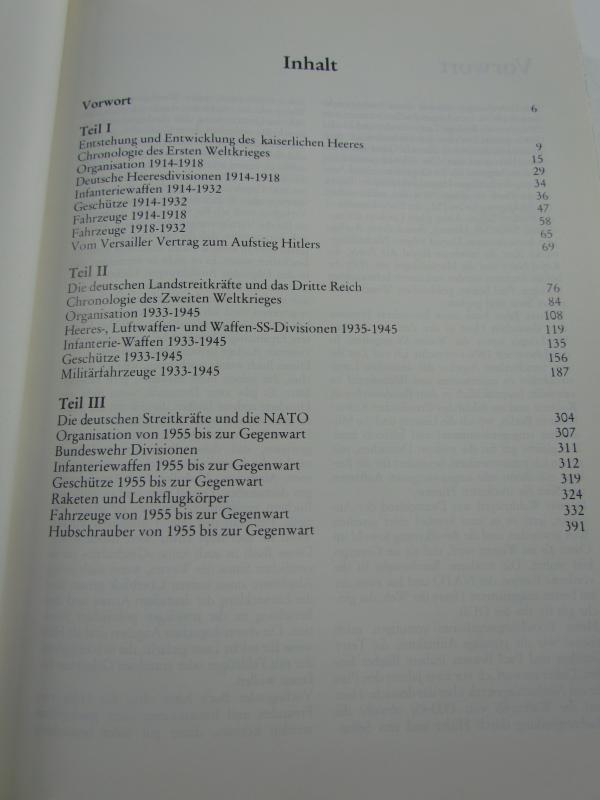 Inhalt
Vorwort 6
Teil I
Entstehung und Entwicklung des kaiserlichen Heeres 9
Chronologie des Ersten Weltkrieges 15
Organisation 1914-1918 29
Deutsche Heeresdivisionen 1914-1918 34
Infanteriewaffen 1914-1932 36
Geschütze 1914-1932 47
Fahrzeuge 1914-1918 58
Fahrzeuge 1918-1932 65
Vom Versailler Vertrag zum Aufstieg Hitlers 69
Teil II
Die deutschen Landstreitkräfte und das Dritte Reich 76
Chronologie des Zweiten Weltkrieges 84
Organisation 1933-1945 108
Heeres-, Luftwaffen- und Waffen-SS-Divisionen 1935-1945 119
Infanterie-Waffen 1933-1945 135
Geschütze 1933-1945 156
Militärfahrzeuge 1933-1945 187
Teil III
Die deutschen Streitkräfte und die NATO 304
Organisation von 1955 bis zur Gegenwart 307
Bundeswehr Divisionen 311
Infanteriewaffen 1955 bis zur Gegenwart 312
Geschütze 1955 bis zur Gegenwart 319
Raketen und Lenkflugkörper 324
Fahrzeuge von 1955 bis zur Gegenwart 332
Hubschrauber von 1955 bis zur Gegenwart 391